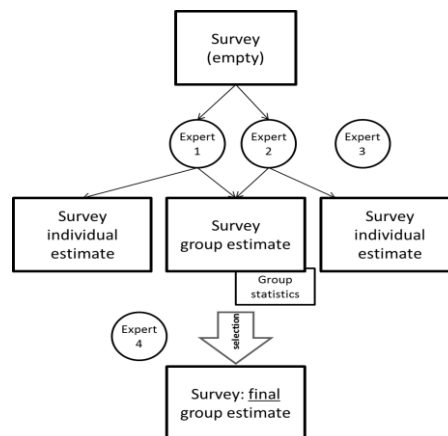 Survey
(empty)
Expert
1
Expert
2
Expert
3
Survey
individual
estimate
Survey
group estimate
Survey
individual
estimate
Group
statistics
Expert
4
selection
Survey: final
group estimate